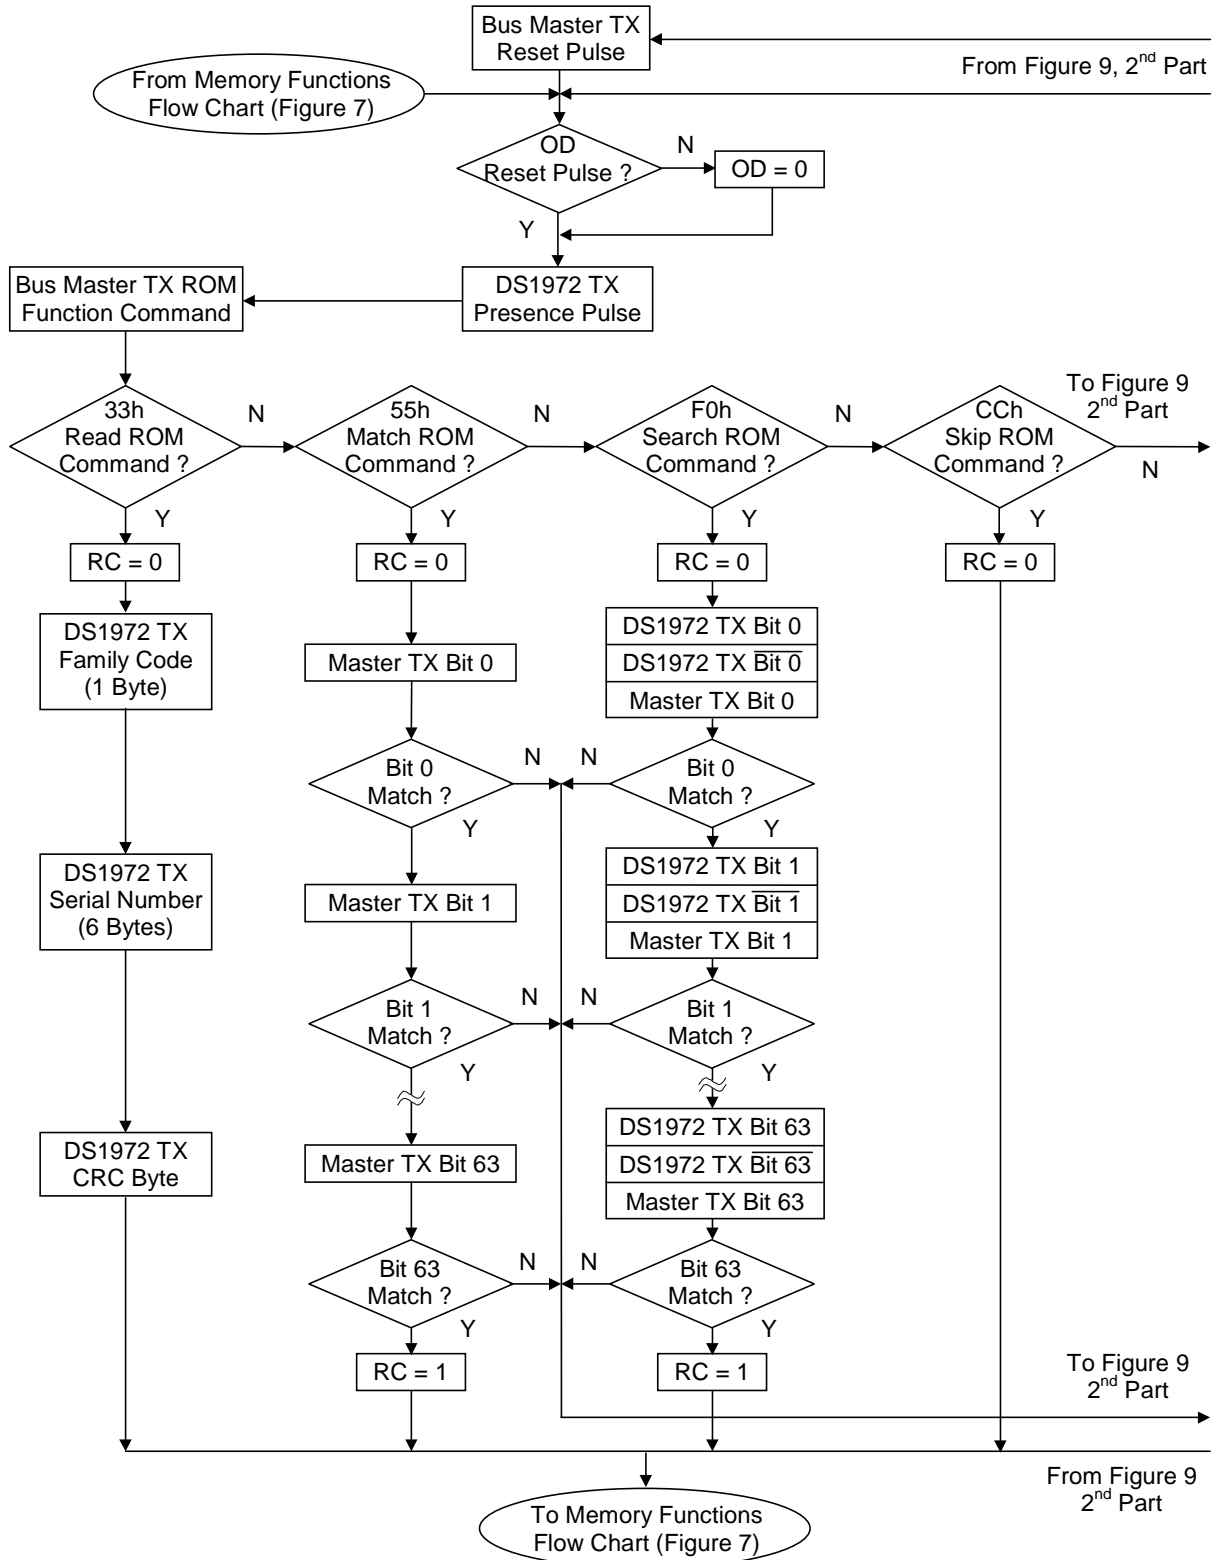 Bus Master TX
Reset Pulse
From Figure 9, 2nd Part
From Memory Functions
Flow Chart (Figure 7)
OD
Reset Pulse ?
N
OD = 0
Y
Bus Master TX ROM
Function Command
DS1972 TX
Presence Pulse
33h
Read ROM
Command ?
N
Y
55h
Match ROM
Command ?
N
Y
F0h
Search ROM
Command ?
N
Y
CCh
Skip ROM
Command ?
N
Y
To Figure 9
2nd Part
RC = 0
DS1972 TX
Family Code
(1 Byte)
DS1972 TX
Serial Number
(6 Bytes)
DS1972 TX
CRC Byte
RC = 0
Master TX Bit 0
Bit 0
Match ?
N
Y
Master TX Bit 1
Bit 1
Match ?
N
Y
Master TX Bit 63
Bit 63
Match ?
N
Y
RC = 1
RC = 0
DS1972 TX Bit 0
DS1972 TX B̅i̅t̅ ̅0̅
Master TX Bit 0
Bit 0
Match ?
N
Y
DS1972 TX Bit 1
DS1972 TX B̅i̅t̅ ̅1̅
Master TX Bit 1
Bit 1
Match ?
N
Y
DS1972 TX Bit 63
DS1972 TX B̅i̅t̅ ̅6̅3̅
Master TX Bit 63
Bit 63
Match ?
N
Y
RC = 1
RC = 0
To Figure 9
2nd Part
From Figure 9
2nd Part
To Memory Functions
Flow Chart (Figure 7)